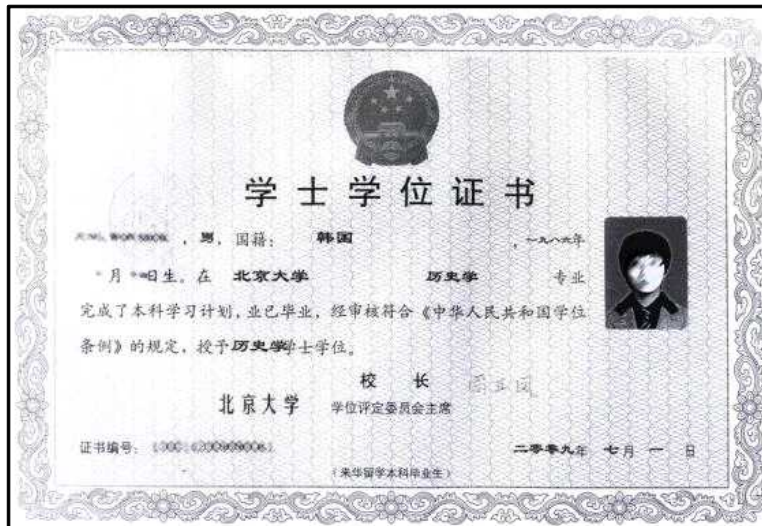 学士学位证书
，男，国籍： 韩国 ，一九八六年
月 日生。在 北京大学 历史学 专业
完成了本科学习计划，业已毕业，经审核符合《中华人民共和国学位
条例》的规定，授予历史学学士学位。
校 长
北京大学 学位评定委员会主席
证书编号： 二零零九年 七月 一 日
（来华留学本科毕业生）